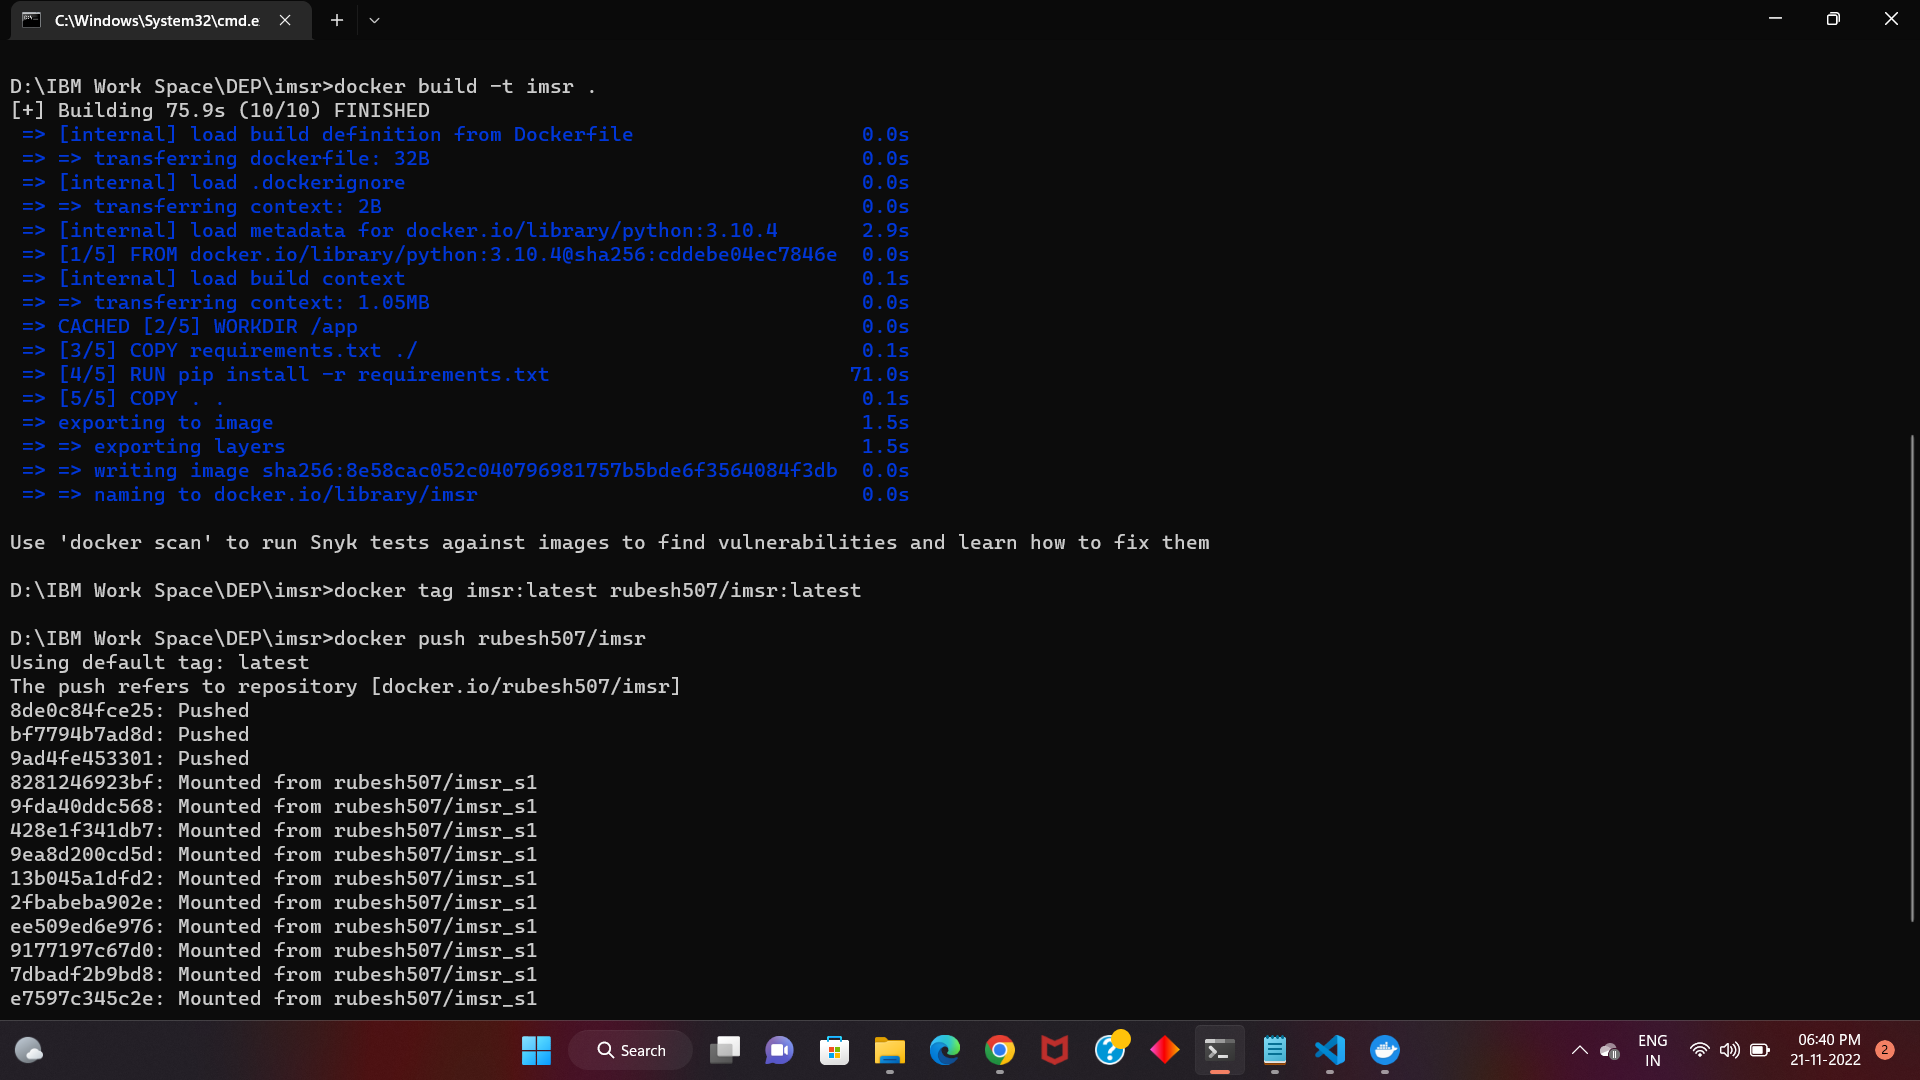 C:\Windows\System32\cmd.e
D:\IBM Work Space\DEP\imsr>docker build -t imsr .
[+] Building 75.9s (10/10) FINISHED
=> [internal] load build definition from Dockerfile 0.0s
=> => transferring dockerfile: 32B 0.0s
=> [internal] load .dockerignore 0.0s
=> => transferring context: 2B 0.0s
=> [internal] load metadata for docker.io/library/python:3.10.4 2.9s
=> [1/5] FROM docker.io/library/python:3.10.4@sha256:cddebe04ec7846e 0.0s
=> [internal] load build context 0.1s
=> => transferring context: 1.05MB 0.0s
=> CACHED [2/5] WORKDIR /app 0.0s
=> [3/5] COPY requirements.txt ./ 0.1s
=> [4/5] RUN pip install -r requirements.txt 71.0s
=> [5/5] COPY . . 0.1s
=> exporting to image 1.5s
=> => exporting layers 1.5s
=> => writing image sha256:8e58cac052c040796981757b5bde6f3564084f3db 0.0s
=> => naming to docker.io/library/imsr 0.0s
Use 'docker scan' to run Snyk tests against images to find vulnerabilities and learn how to fix them
D:\IBM Work Space\DEP\imsr>docker tag imsr:latest rubesh507/imsr:latest
D:\IBM Work Space\DEP\imsr>docker push rubesh507/imsr
Using default tag: latest
The push refers to repository [docker.io/rubesh507/imsr]
8de0c84fce25: Pushed
bf7794b7ad8d: Pushed
9ad4fe453301: Pushed
8281246923bf: Mounted from rubesh507/imsr_s1
9fda40ddc568: Mounted from rubesh507/imsr_s1
428e1f341db7: Mounted from rubesh507/imsr_s1
9ea8d200cd5d: Mounted from rubesh507/imsr_s1
13b045a1dfd2: Mounted from rubesh507/imsr_s1
2fbabeba902e: Mounted from rubesh507/imsr_s1
ee509ed6e976: Mounted from rubesh507/imsr_s1
9177197c67d0: Mounted from rubesh507/imsr_s1
7dbadf2b9bd8: Mounted from rubesh507/imsr_s1
e7597c345c2e: Mounted from rubesh507/imsr_s1
Search
ENG
IN
06:40 PM
21-11-2022
2